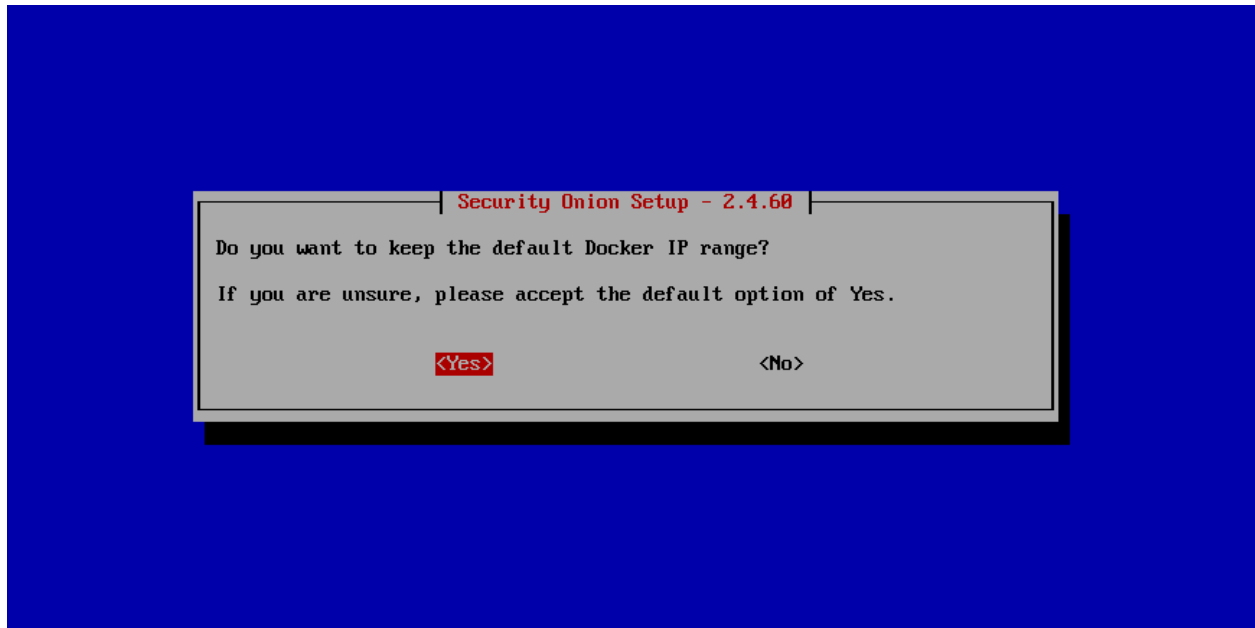 Security Onion Setup - 2.4.60
Do you want to keep the default Docker IP range?
If you are unsure, please accept the default option of Yes.
<Yes> <No>